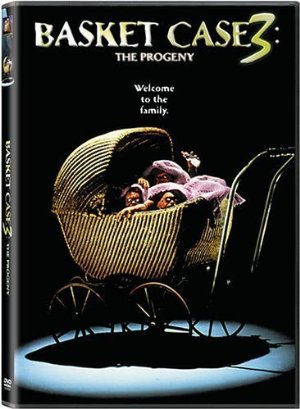 BASKET CASE 3:
THE PROGENY
Welcome
to the
family.
BASKET CASE 3
THE PROGENY
DVD